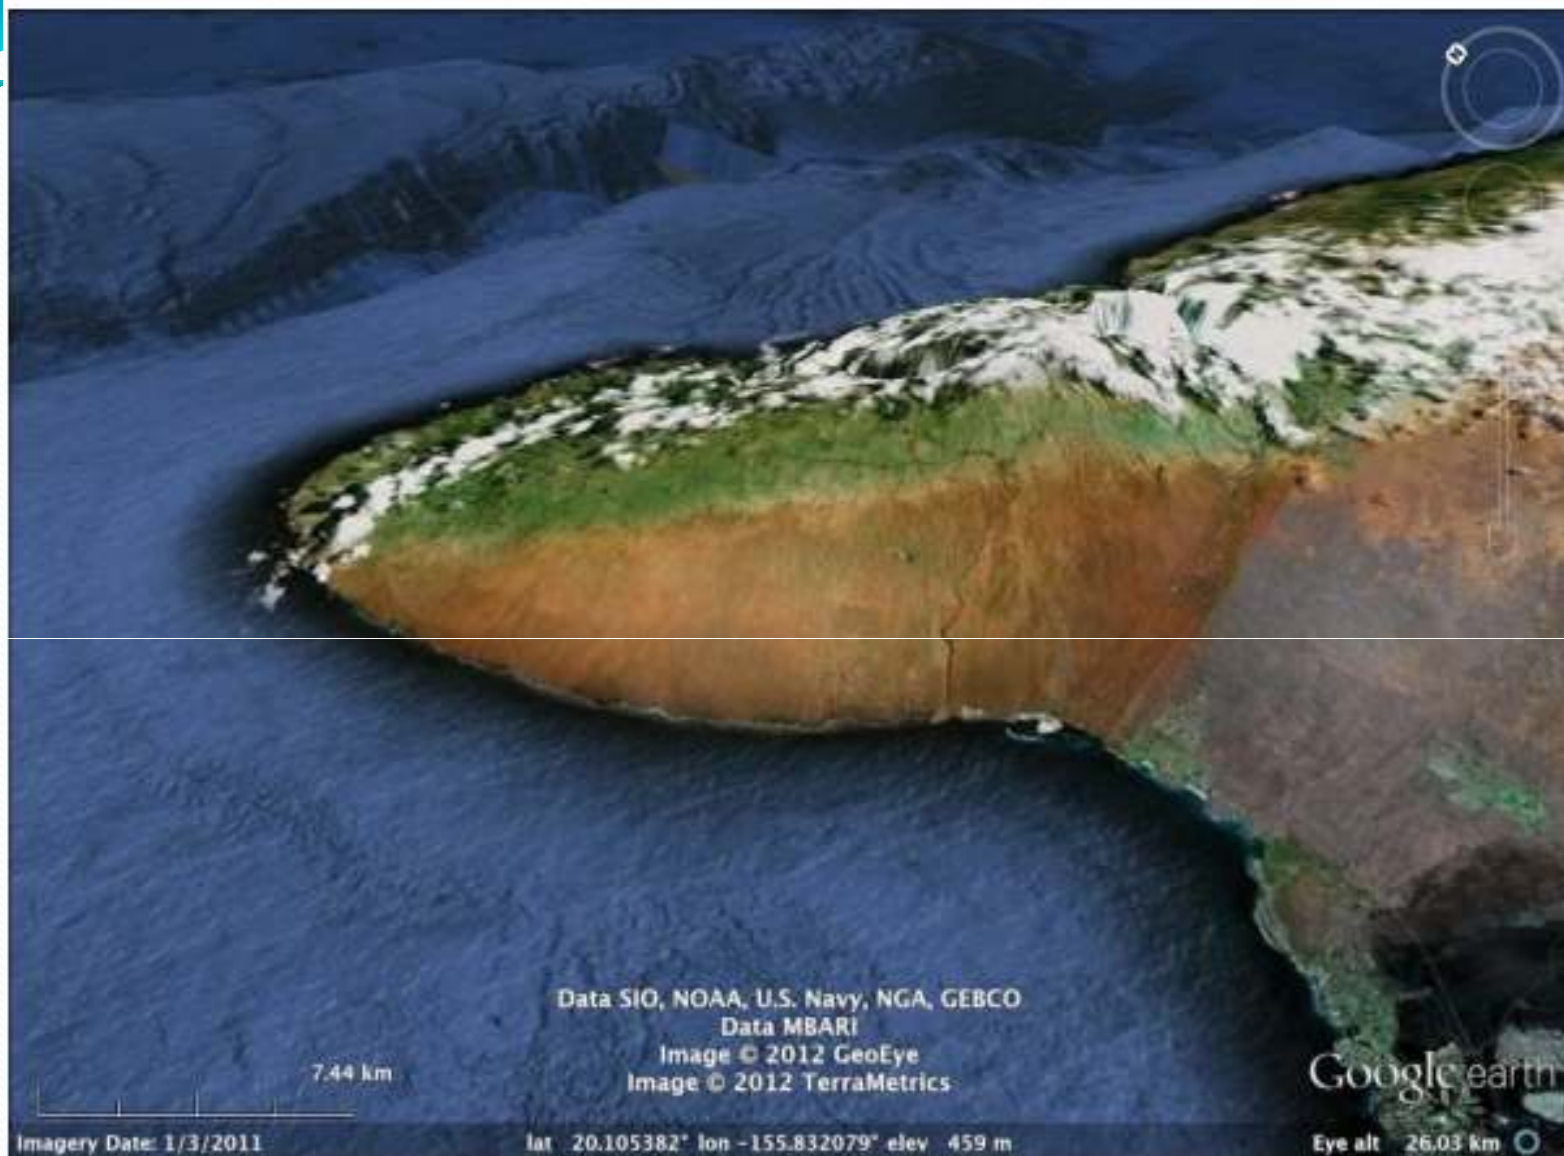 Data SIO, NOAA, U.S. Navy, NGA, GEBCO
Data MBARI
Image © 2012 GeoEye
Image © 2012 TerraMetrics
7.44 km
Google earth
Imagery Date: 1/3/2011
lat 20.105382° lon -155.832079° elev 459 m
Eye alt 26.03 km